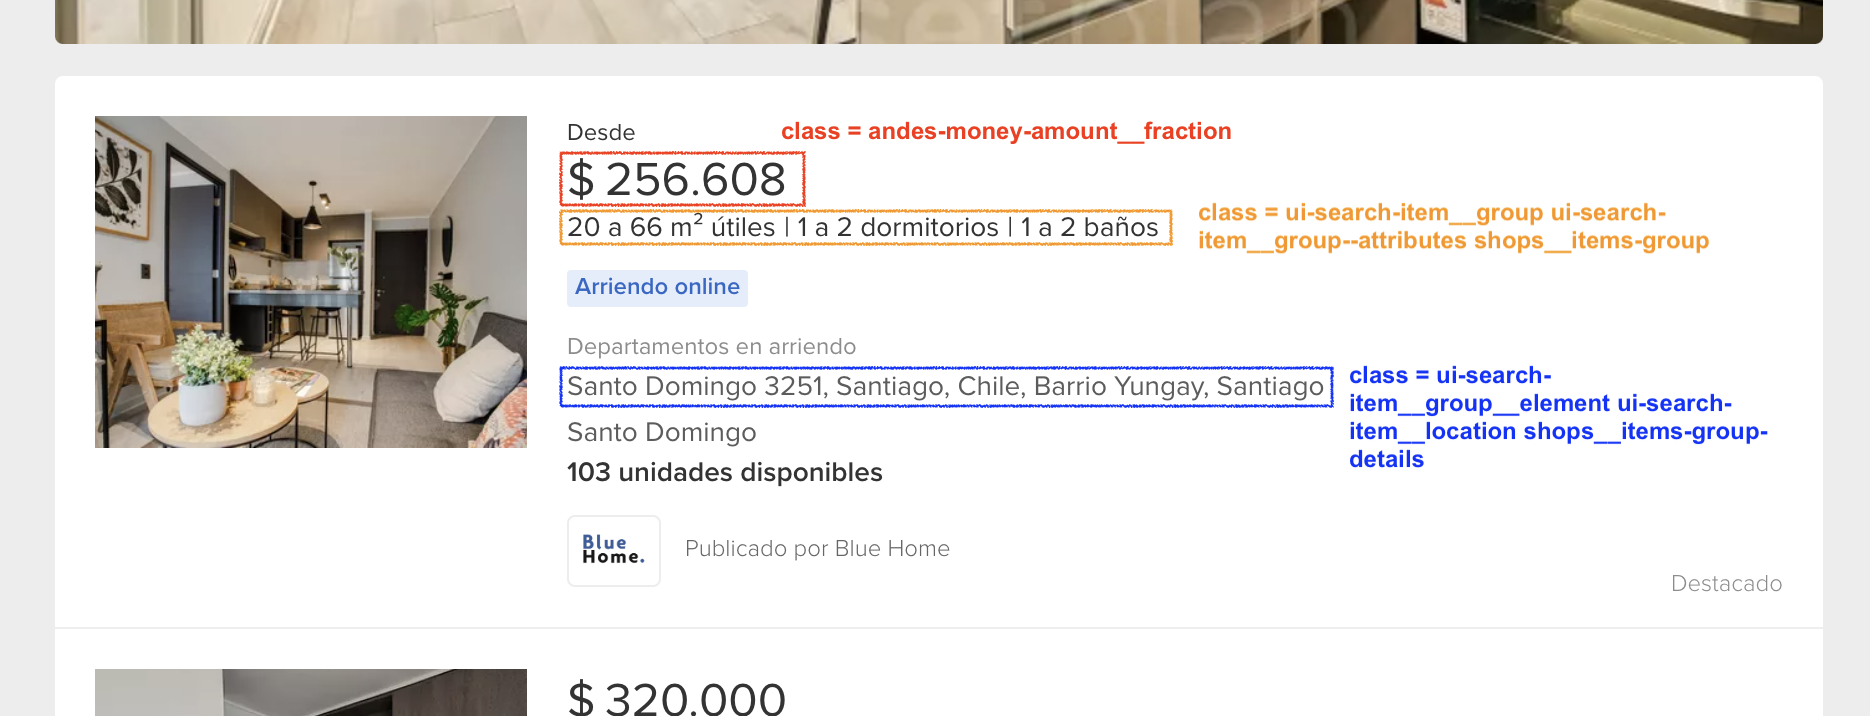 Desde
class = andes-money-amount__fraction
$ 256.608
20 a 66 m² útiles | 1 a 2 dormitorios | 1 a 2 baños
class = ui-search-item__group ui-search-
item__group--attributes shops__items-group
Arriendo online
Departamentos en arriendo
Santo Domingo 3251, Santiago, Chile, Barrio Yungay, Santiago
class = ui-search-
item__group__element ui-search-
item__location shops__items-group-
details
Santo Domingo
103 unidades disponibles
Blue
Home.
Publicado por Blue Home
Destacado
$ 320.000